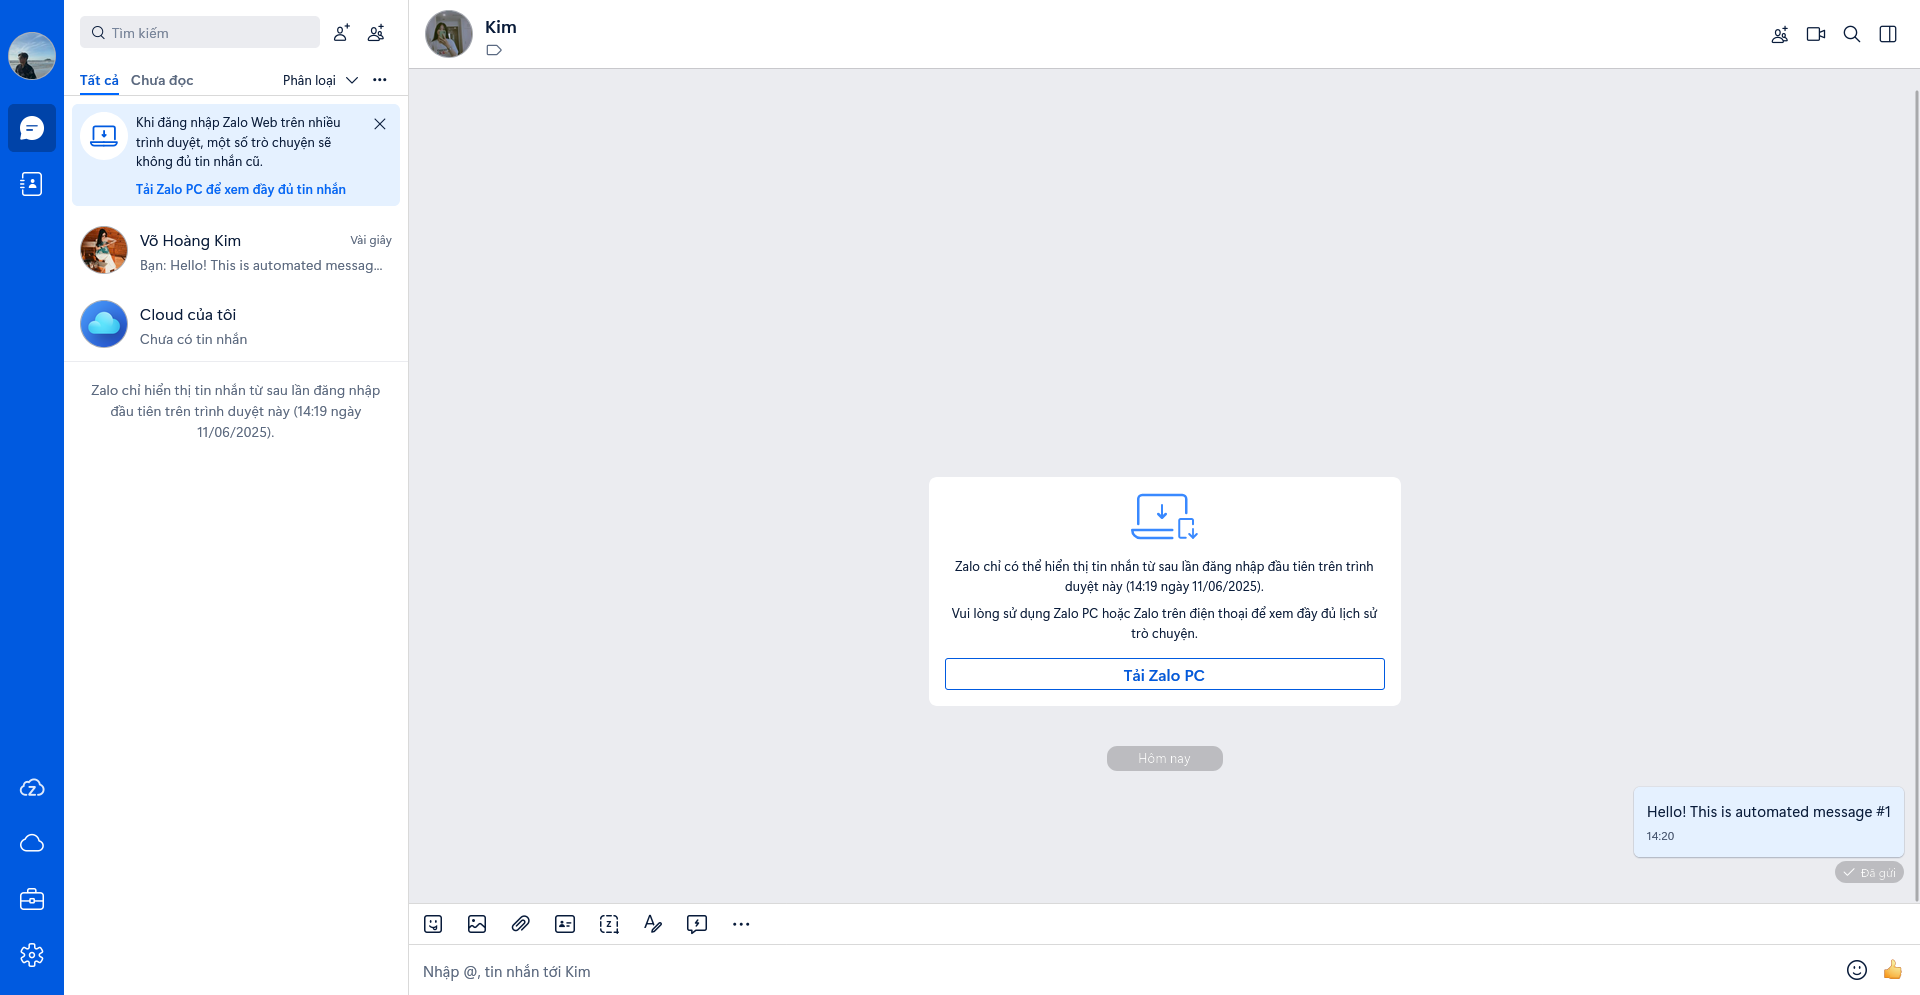 Tìm kiếm
Tất cả
Chưa đọc
Phân loại
Khi đăng nhập Zalo Web trên nhiều
trình duyệt, một số trò chuyện sẽ
không đủ tin nhắn cũ.
Tải Zalo PC để xem đầy đủ tin nhắn
Võ Hoàng Kim
Vài giây
Bạn: Hello! This is automated messag...
Cloud của tôi
Chưa có tin nhắn
Zalo chỉ hiển thị tin nhắn từ sau lần đăng nhập
đầu tiên trên trình duyệt này (14:19 ngày
11/06/2025).
Kim
Zalo chỉ có thể hiển thị tin nhắn từ sau lần đăng nhập đầu tiên trên trình
duyệt này (14:19 ngày 11/06/2025).
Vui lòng sử dụng Zalo PC hoặc Zalo trên điện thoại để xem đầy đủ lịch sử
trò chuyện.
Tải Zalo PC
Hôm nay
Hello! This is automated message #1
14:20
Đã gửi
Nhập @, tin nhắn tới Kim